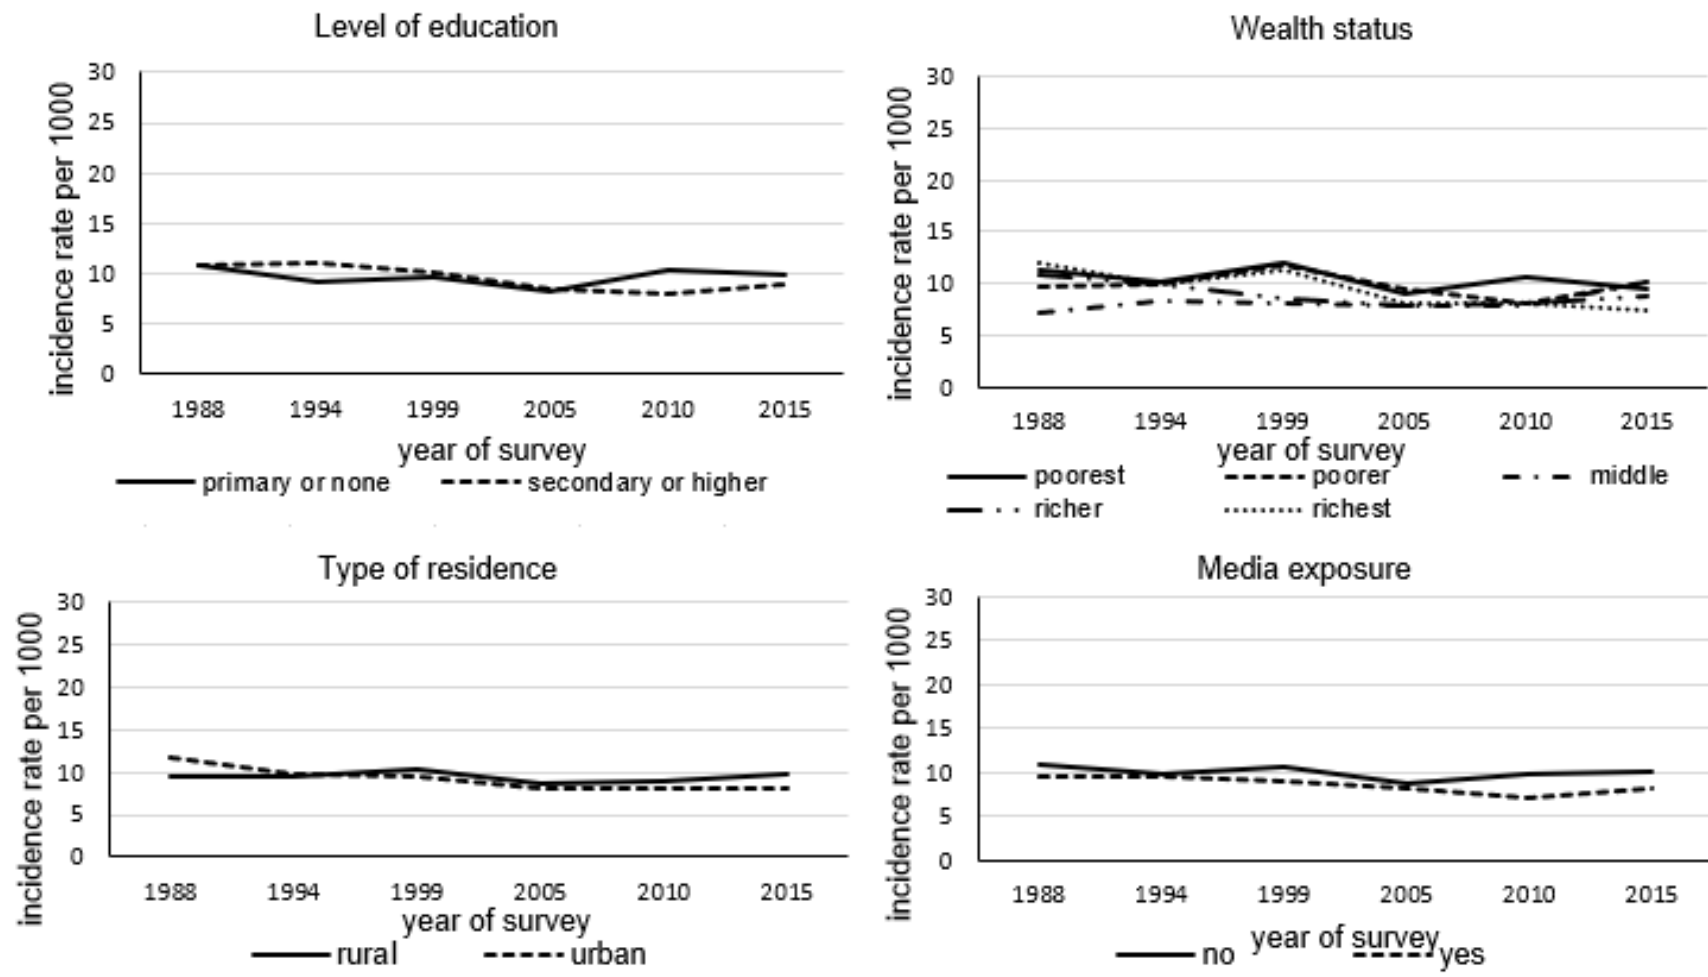 Level of education
incidence rate per 1000
30
25
20
15
10
5
0
1988 1994 1999 2005 2010 2015
year of survey
primary or none secondary or higher
Wealth status
incidence rate per 1000
30
25
20
15
10
5
0
1988 1994 1999 2005 2010 2015
year of survey
poorest poorer middle
richer richest
Type of residence
incidence rate per 1000
30
25
20
15
10
5
0
1988 1994 1999 2005 2010 2015
year of survey
rural urban
Media exposure
incidence rate per 1000
30
25
20
15
10
5
0
1988 1994 1999 2005 2010 2015
year of survey
no yes